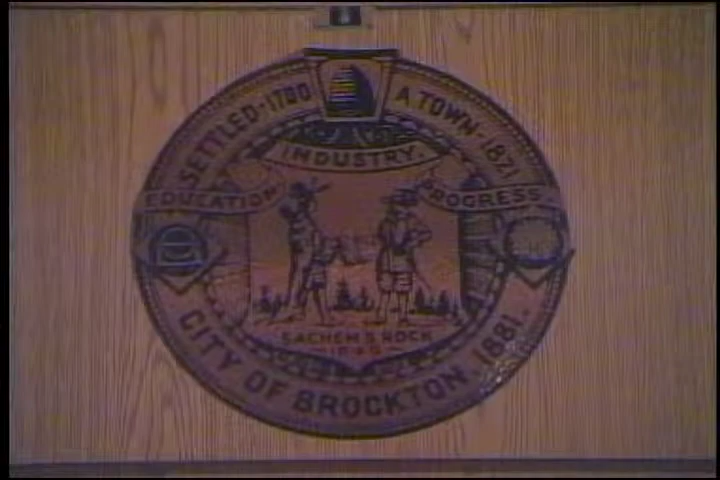 SETTLED-1700
A TOWN-1821
INDUSTRY.
EDUCATION
PROGRESS
SACHEM'S ROCK
CITY OF BROCKTON. 1881.